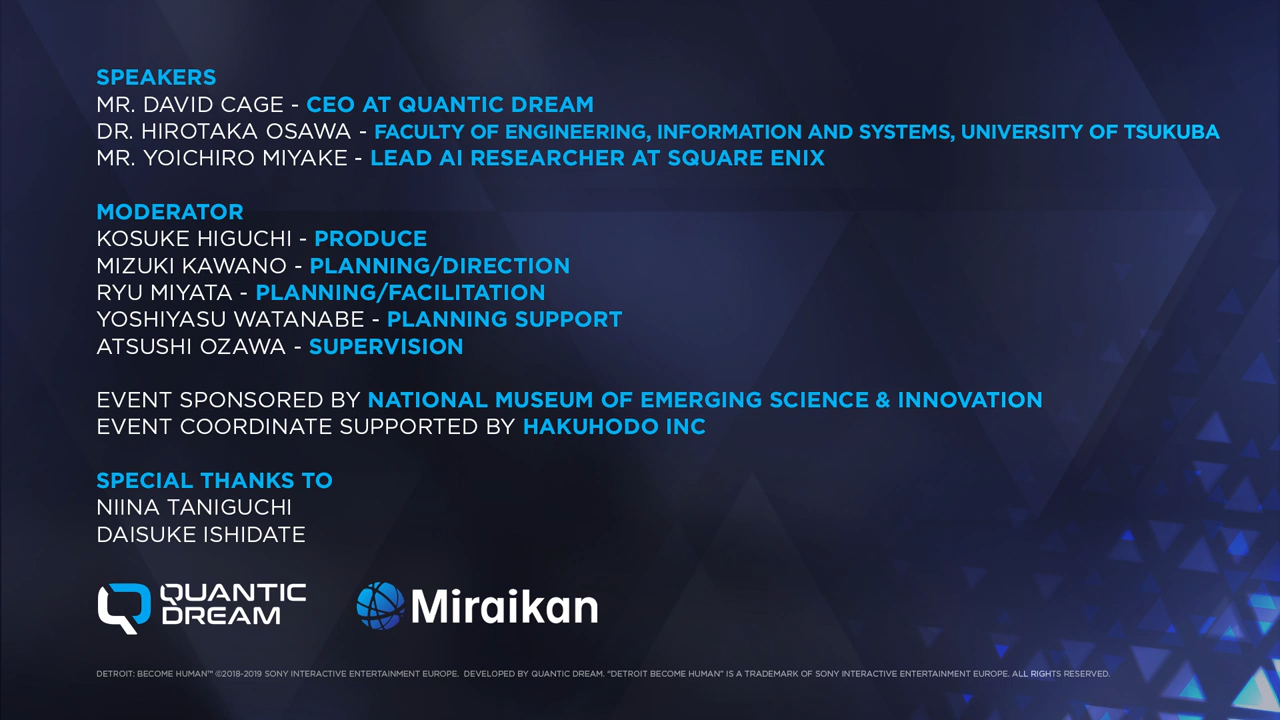 SPEAKERS
MR. DAVID CAGE - CEO AT QUANTIC DREAM
DR. HIROTAKA OSAWA - FACULTY OF ENGINEERING, INFORMATION AND SYSTEMS, UNIVERSITY OF TSUKUBA
MR. YOICHIRO MIYAKE - LEAD AI RESEARCHER AT SQUARE ENIX
MODERATOR
KOSUKE HIGUCHI - PRODUCE
MIZUKI KAWANO - PLANNING/DIRECTION
RYU MIYATA - PLANNING/FACILITATION
YOSHIYASU WATANABE - PLANNING SUPPORT
ATSUSHI OZAWA - SUPERVISION
EVENT SPONSORED BY NATIONAL MUSEUM OF EMERGING SCIENCE & INNOVATION
EVENT COORDINATE SUPPORTED BY HAKUHODO INC
SPECIAL THANKS TO
NIINA TANIGUCHI
DAISUKE ISHIDATE
QUANTIC DREAM
Miraikan
DETROIT: BECOME HUMAN™ ©2018-2019 SONY INTERACTIVE ENTERTAINMENT EUROPE. DEVELOPED BY QUANTIC DREAM. "DETROIT BECOME HUMAN" IS A TRADEMARK OF SONY INTERACTIVE ENTERTAINMENT EUROPE. ALL RIGHTS RESERVED.